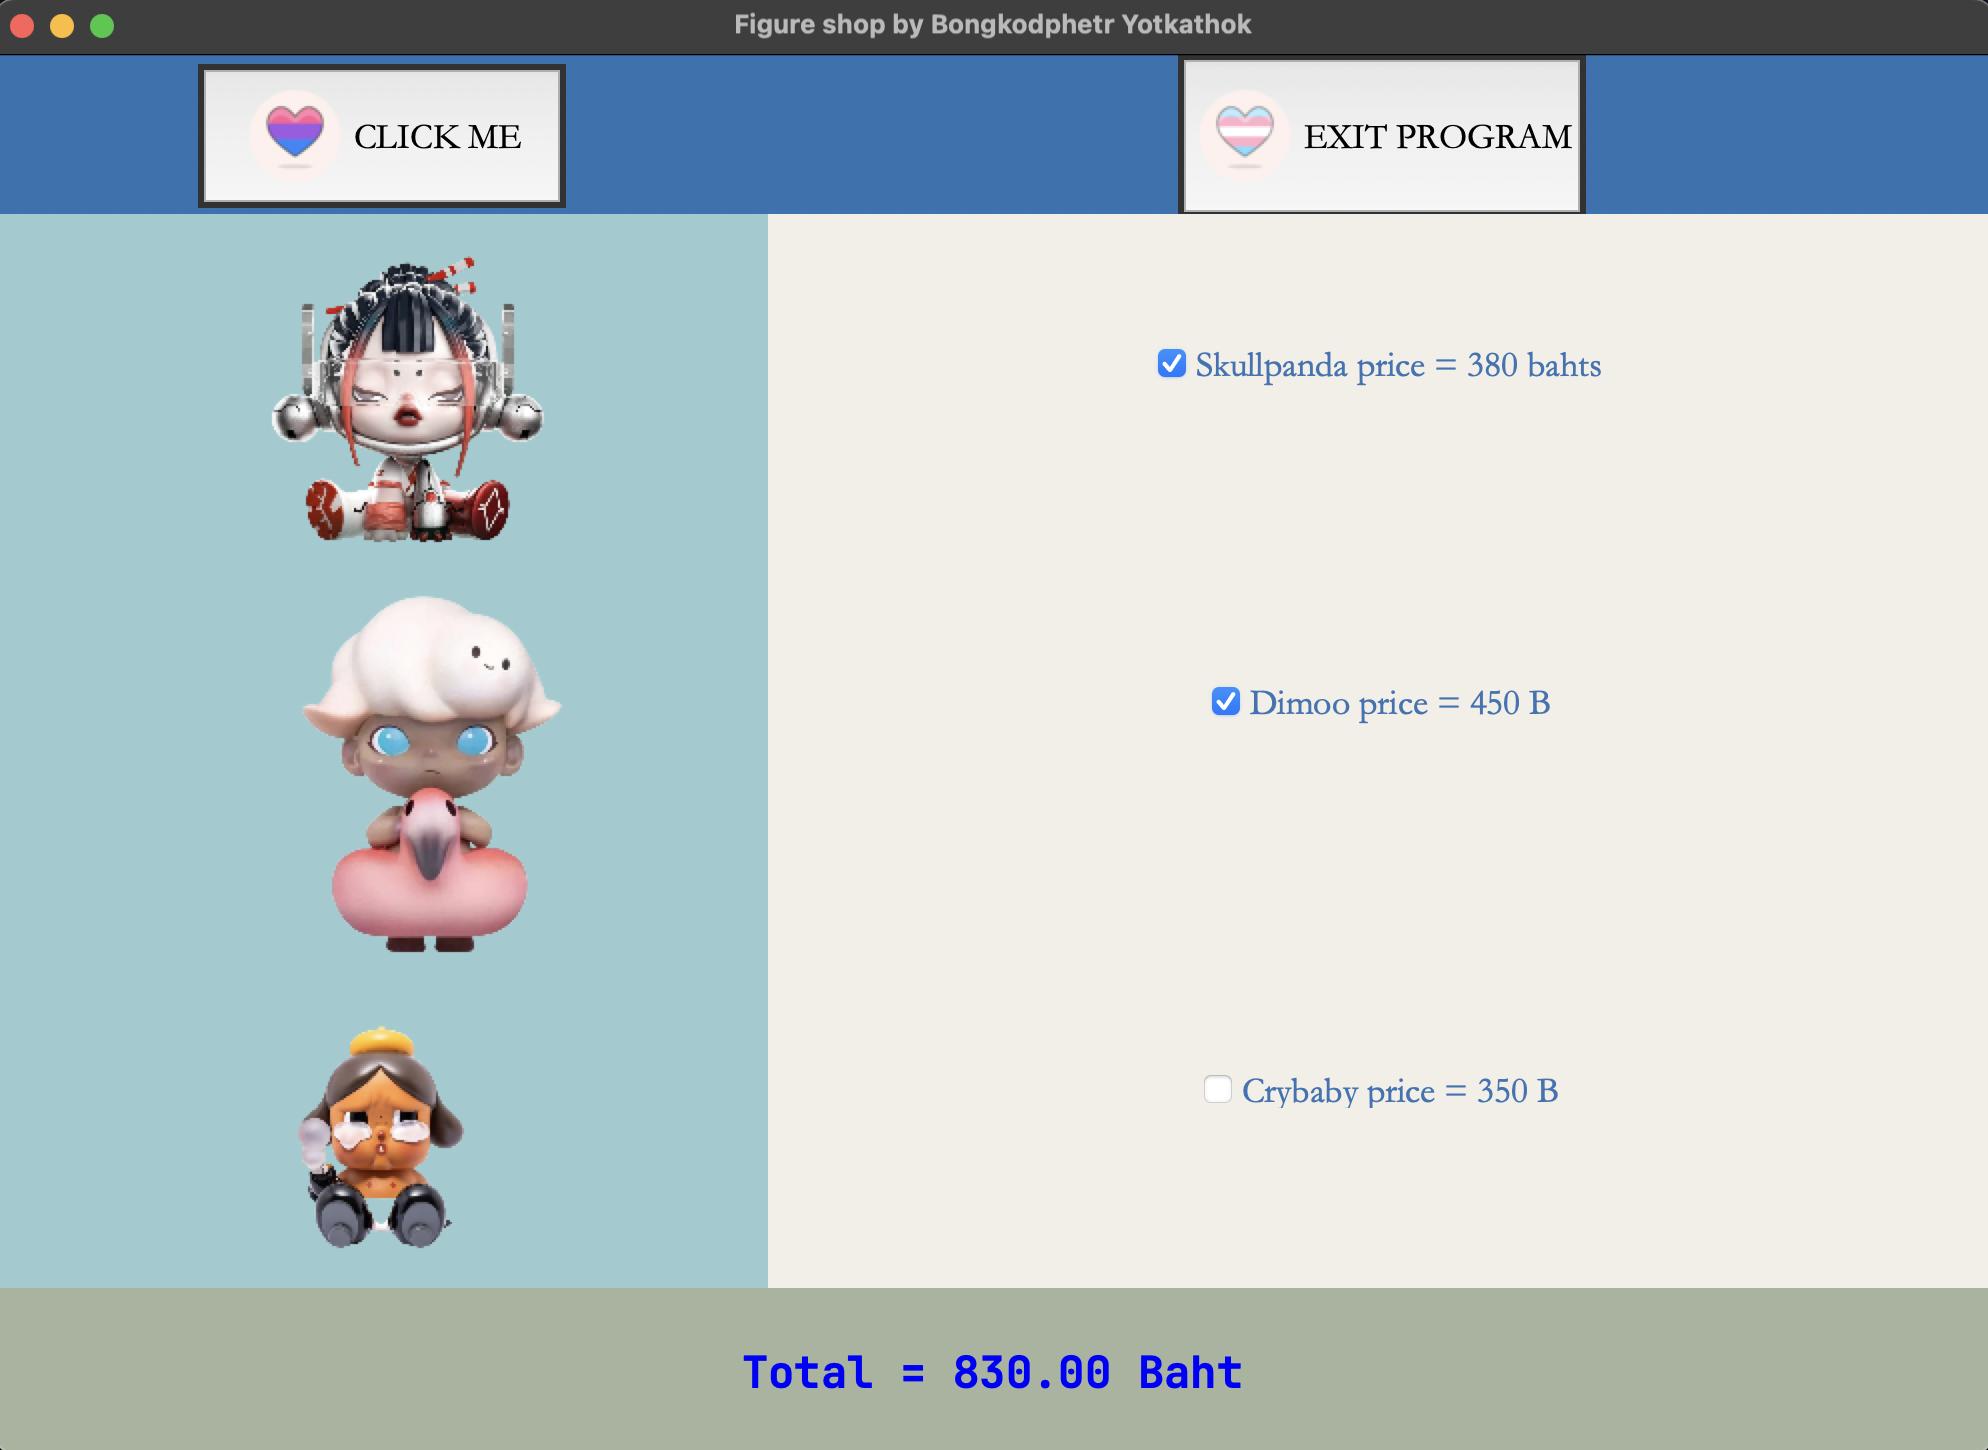 Figure shop by Bongkodphetr Yotkathok
CLICK ME
EXIT PROGRAM
Skullpanda price = 380 bahts
Dimoo price = 450 B
Crybaby price = 350 B
Total = 830.00 Baht